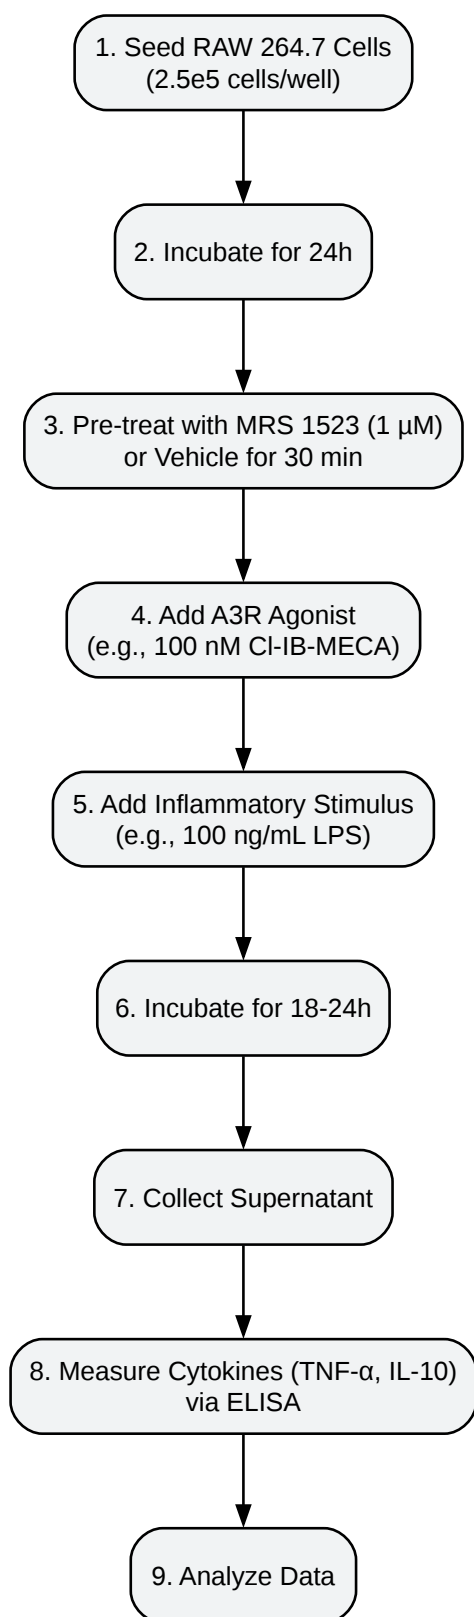 1. Seed RAW 264.7 Cells
(2.5e5 cells/well)
2. Incubate for 24h
3. Pre-treat with MRS 1523 (1 µM)
or Vehicle for 30 min
4. Add A3R Agonist
(e.g., 100 nM Cl-IB-MECA)
5. Add Inflammatory Stimulus
(e.g., 100 ng/mL LPS)
6. Incubate for 18-24h
7. Collect Supernatant
8. Measure Cytokines (TNF-α, IL-10)
via ELISA
9. Analyze Data